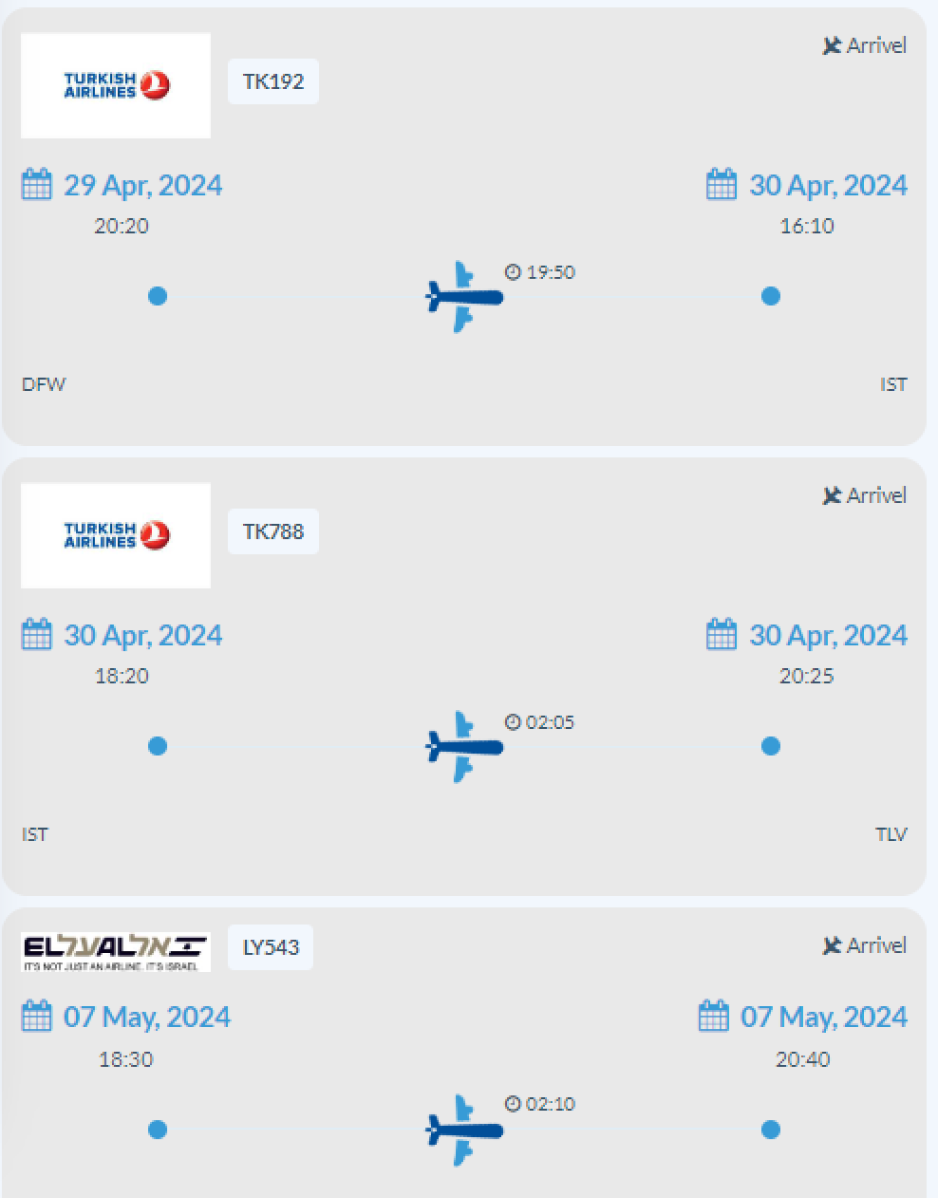 TURKISH
AIRLINES
TK192
Arrivel
29 Apr, 2024
30 Apr, 2024
20:20
16:10
19:50
DFW
IST
TURKISH
AIRLINES
TK788
Arrivel
30 Apr, 2024
30 Apr, 2024
18:20
20:25
02:05
IST
TLV
ELאלVALאל
IT'S NOT JUST AN AIRLINE. IT'S ISRAEL
LY543
Arrivel
07 May, 2024
07 May, 2024
18:30
20:40
02:10